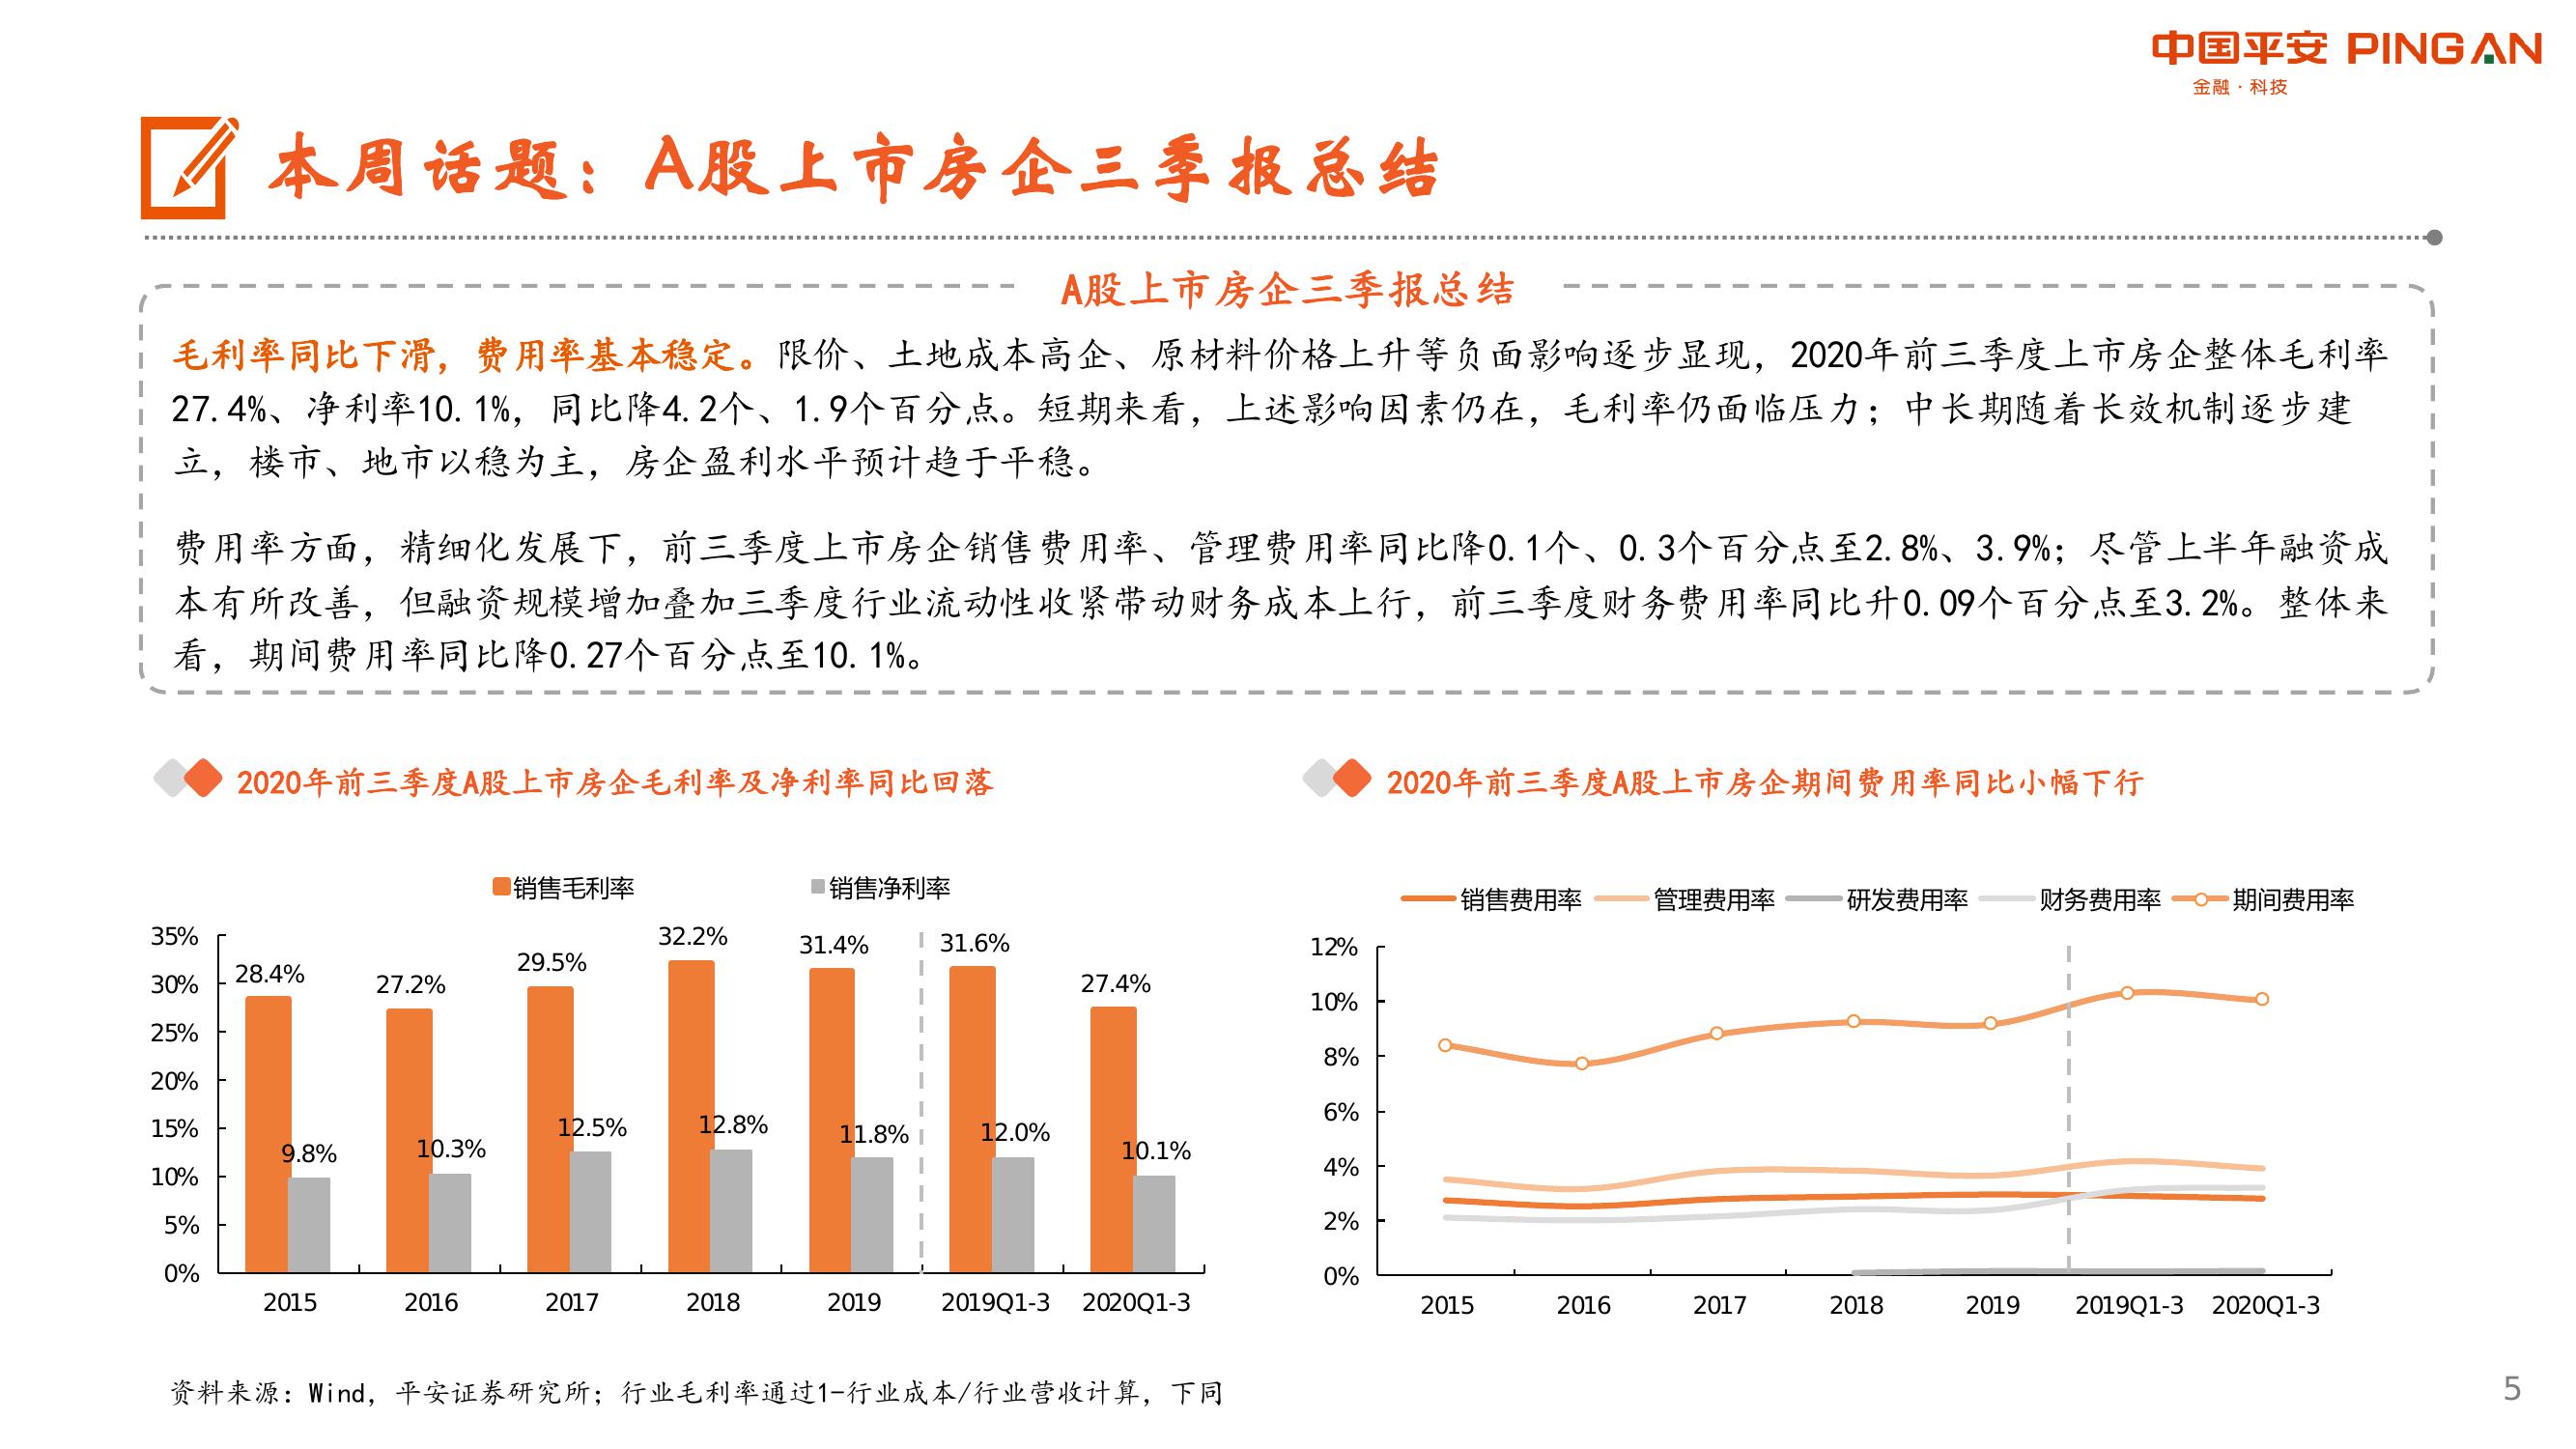 中国平安 PINGAN
金融·科技
本周话题：A股上市房企三季报总结
A股上市房企三季报总结
毛利率同比下滑，费用率基本稳定。限价、土地成本高企、原材料价格上升等负面影响逐步显现，2020年前三季度上市房企整体毛利率
27.4%、净利率10.1%，同比降4.2个、1.9个百分点。短期来看，上述影响因素仍在，毛利率仍面临压力；中长期随着长效机制逐步建
立，楼市、地市以稳为主，房企盈利水平预计趋于平稳。
费用率方面，精细化发展下，前三季度上市房企销售费用率、管理费用率同比降0.1个、0.3个百分点至2.8%、3.9%；尽管上半年融资成
本有所改善，但融资规模增加叠加三季度行业流动性收紧带动财务成本上行，前三季度财务费用率同比升0.09个百分点至3.2%。整体来
看，期间费用率同比降0.27个百分点至10.1%。
2020年前三季度A股上市房企毛利率及净利率同比回落
销售毛利率 销售净利率
35%
30%
25%
20%
15%
10%
5%
0%
28.4% 27.2% 29.5% 32.2% 31.4% 31.6% 27.4%
9.8% 10.3% 12.5% 12.8% 11.8% 12.0% 10.1%
2015 2016 2017 2018 2019 2019Q1-3 2020Q1-3
2020年前三季度A股上市房企期间费用率同比小幅下行
销售费用率 管理费用率 研发费用率 财务费用率 期间费用率
12%
10%
8%
6%
4%
2%
0%
2015 2016 2017 2018 2019 2019Q1-3 2020Q1-3
资料来源：Wind，平安证券研究所；行业毛利率通过1-行业成本/行业营收计算，下同
5